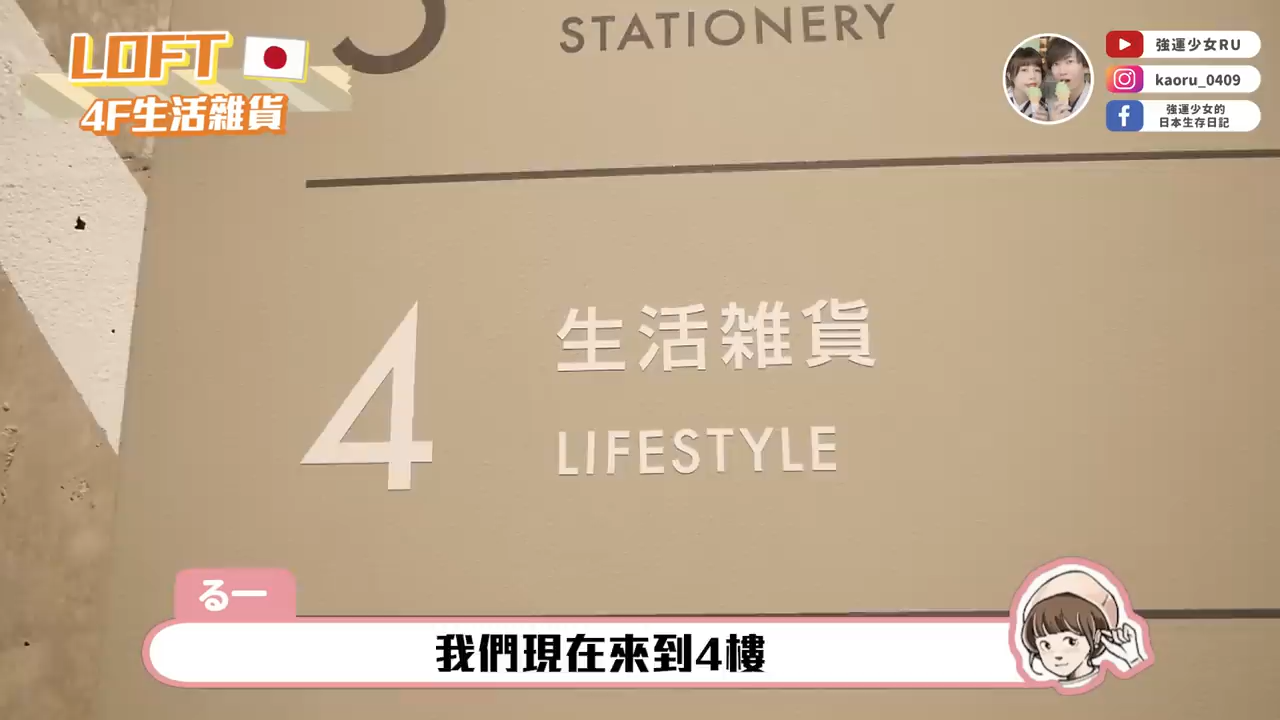 LOFT
4F生活雜貨
STATIONERY
強運少女RU
kaoru_0409
強運少女的
日本生存日記
4
生活雑貨
LIFESTYLE
るー
我們現在來到4樓